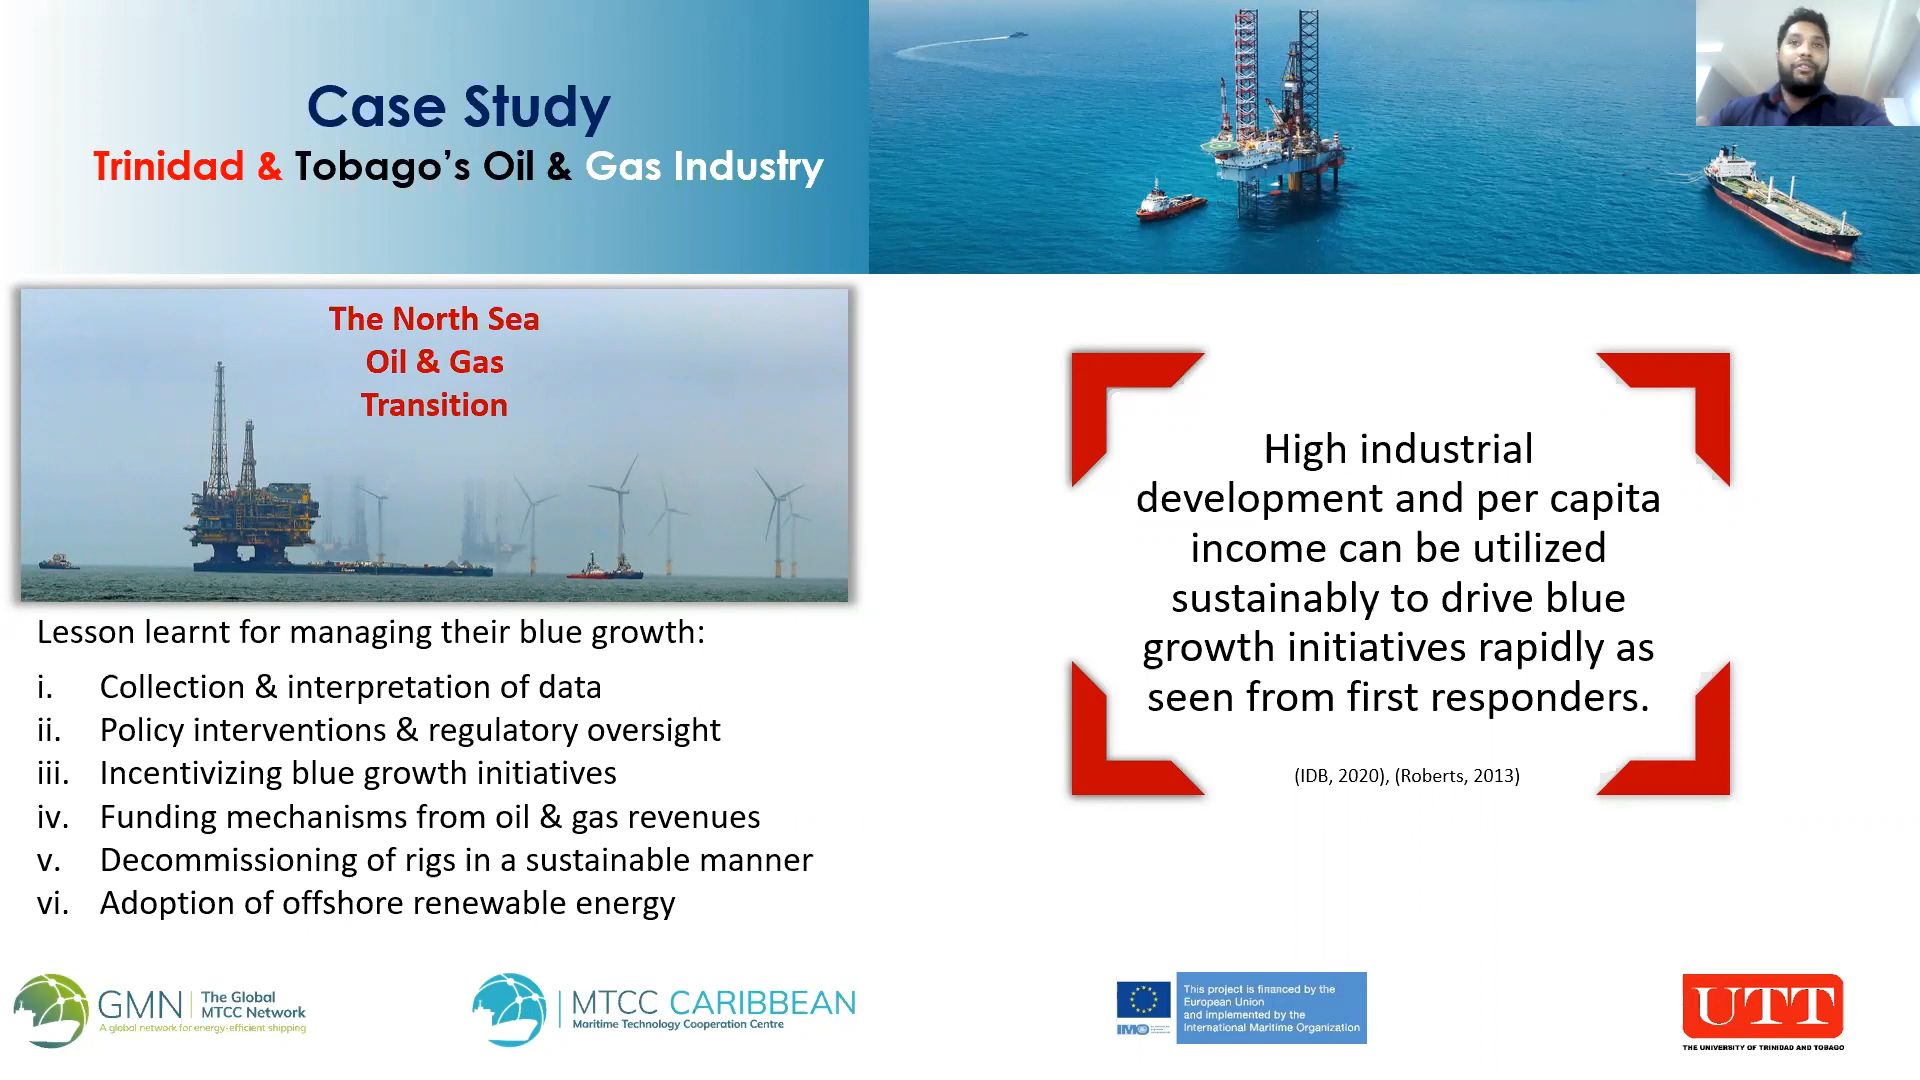 Case Study
Trinidad & Tobago's Oil & Gas Industry
The North Sea
Oil & Gas
Transition
Lesson learnt for managing their blue growth:
i. Collection & interpretation of data
ii. Policy interventions & regulatory oversight
iii. Incentivizing blue growth initiatives
iv. Funding mechanisms from oil & gas revenues
v. Decommissioning of rigs in a sustainable manner
vi. Adoption of offshore renewable energy
High industrial
development and per capita
income can be utilized
sustainably to drive blue
growth initiatives rapidly as
seen from first responders.
(IDB, 2020), (Roberts, 2013)
GMN The Global
MTCC Network
A global network for energy-efficient shipping
MTCC CARIBBEAN
Maritime Technology Cooperation Centre
IMO
This project is financed by the
European Union
and implemented by the
International Maritime Organization
UTT
THE UNIVERSITY OF TRINIDAD AND TOBAGO